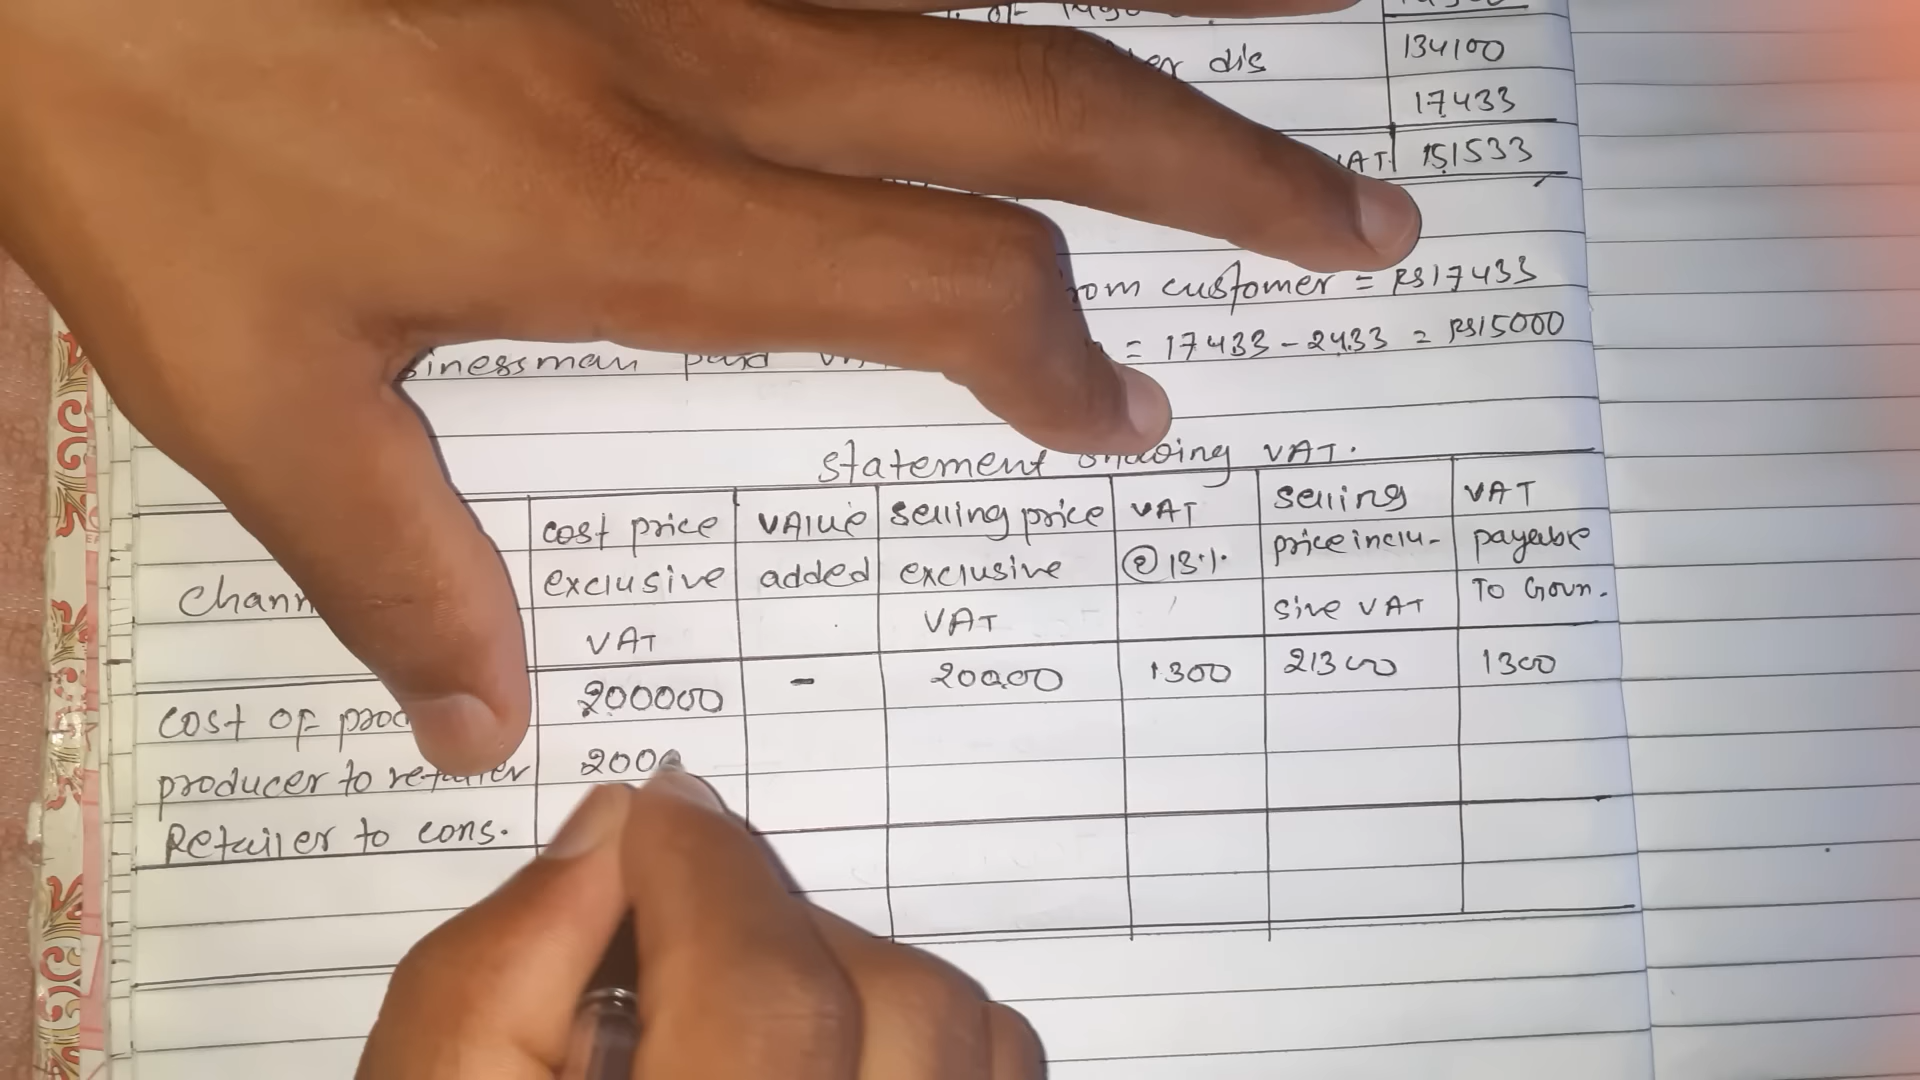 134100
dis
17433
151533
rom customer = RS17433
sinessman paid = 17433-2433 = RS15000
Statement showing VAT.
Chann
cost price exclusive VAT
VAlUe added
selling price exclusive VAT
VAT @ 13%
selling price inclu- sive VAT
VAT payable To Govn.
cost OF prod 200000 - 20000 1300 21300 1300
producer to retailer 2000
Retailer to cons.